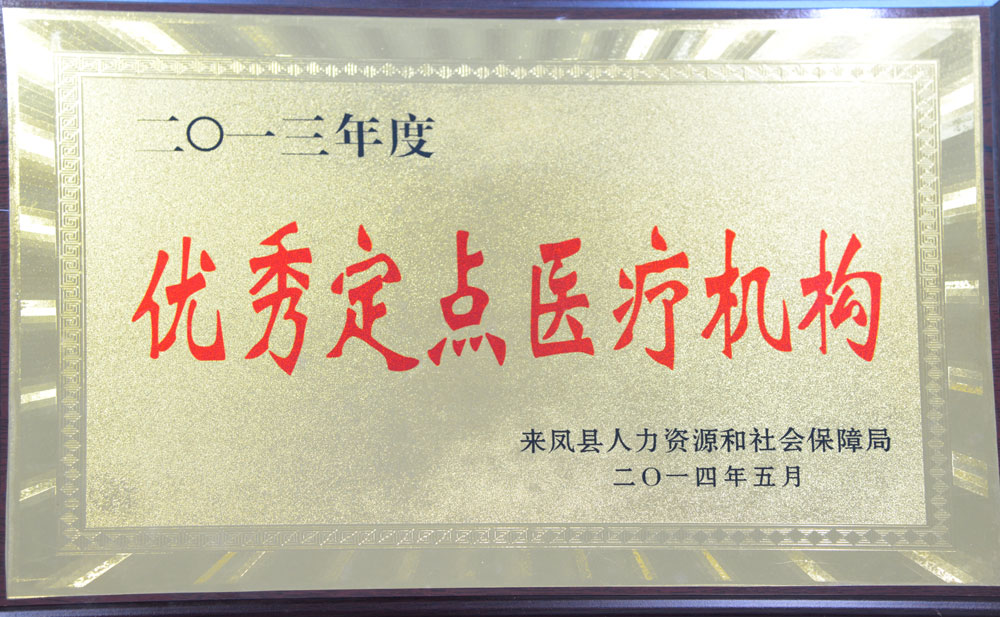 二〇一三年度
优秀定点医疗机构
来凤县人力资源和社会保障局
二〇一四年五月